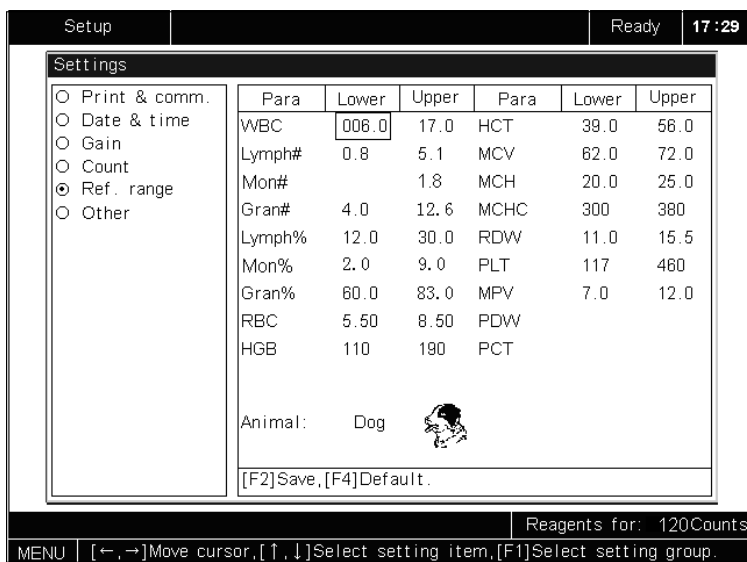 Setup Ready 17:29
Settings
Print & comm.
Date & time
Gain
Count
Ref. range
Other
Para Lower Upper Para Lower Upper
WBC 006.0 17.0 HCT 39.0 56.0
Lymph# 0.8 5.1 MCV 62.0 72.0
Mon# 1.8 MCH 20.0 25.0
Gran# 4.0 12.6 MCHC 300 380
Lymph% 12.0 30.0 RDW 11.0 15.5
Mon% 2.0 9.0 PLT 117 460
Gran% 60.0 83.0 MPV 7.0 12.0
RBC 5.50 8.50 PDW
HGB 110 190 PCT
Animal: Dog
[F2]Save,[F4]Default.
Reagents for: 120Counts
MENU [←,→]Move cursor,[↑,↓]Select setting item,[F1]Select setting group.